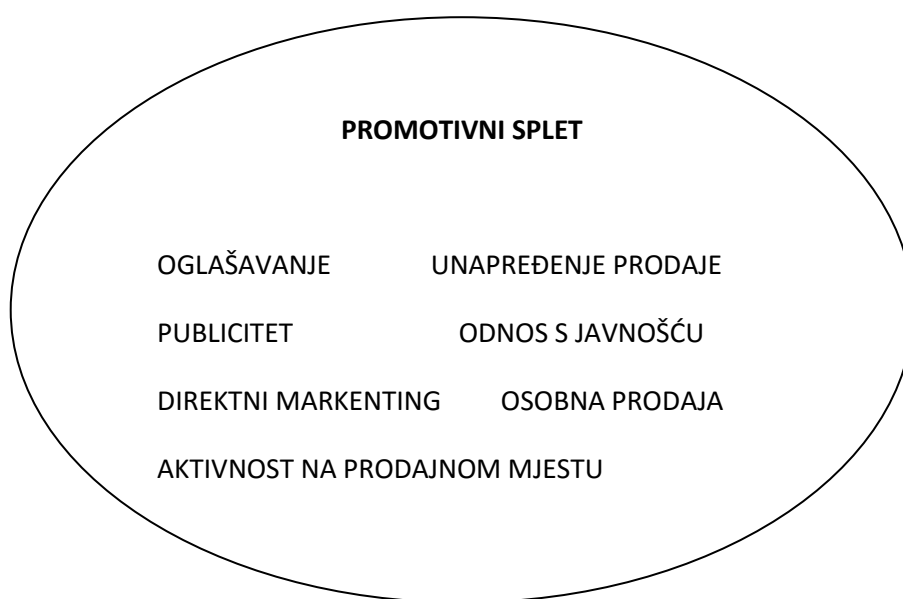 PROMOTIVNI SPLET
OGLAŠAVANJE UNAPREĐENJE PRODAJE
PUBLICITET ODNOS S JAVNOŠĆU
DIREKTNI MARKENTING OSOBNA PRODAJA
AKTIVNOST NA PRODAJNOM MJESTU